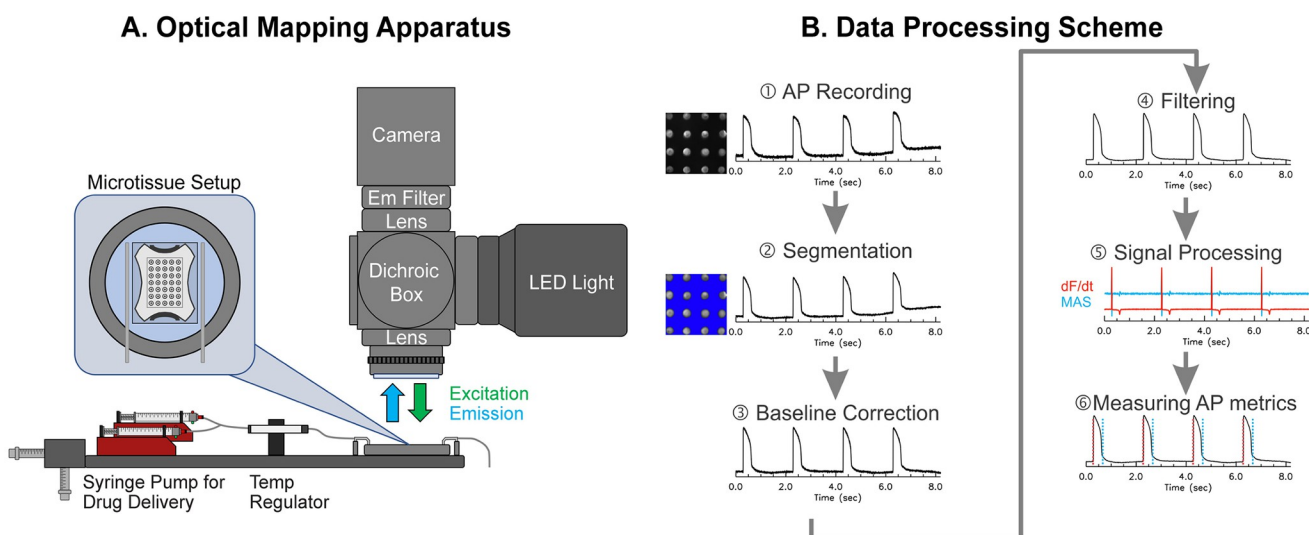 A. Optical Mapping Apparatus
Camera
Em Filter
Lens
Dichroic
Box
LED Light
Lens
Microtissue Setup
Excitation
Emission
Syringe Pump for
Drug Delivery
Temp
Regulator
B. Data Processing Scheme
① AP Recording
0.0 2.0 4.0 6.0 8.0
Time (sec)
② Segmentation
0.0 2.0 4.0 6.0 8.0
Time (sec)
③ Baseline Correction
0.0 2.0 4.0 6.0 8.0
Time (sec)
④ Filtering
0.0 2.0 4.0 6.0 8.0
Time (sec)
⑤ Signal Processing
dF/dt
MAS
0.0 2.0 4.0 6.0 8.0
Time (sec)
⑥Measuring AP metrics
0.0 2.0 4.0 6.0 8.0
Time (sec)